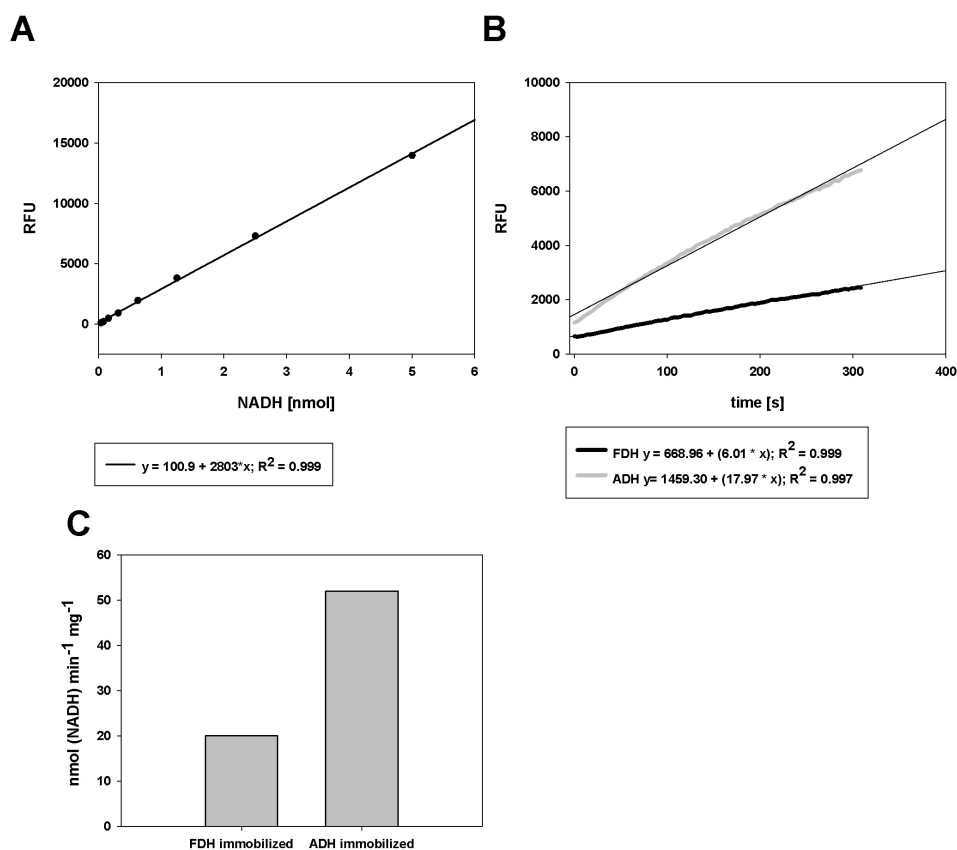 A
20000
15000
10000
5000
0
RFU
0 1 2 3 4 5 6
NADH [nmol]
y = 100.9 + 2803*x; R² = 0.999
B
10000
8000
6000
4000
2000
0
RFU
0 100 200 300 400
time [s]
FDH y = 668.96 + (6.01 * x); R² = 0.999
ADH y= 1459.30 + (17.97 * x); R² = 0.997
C
60
50
40
30
20
10
0
nmol (NADH) min⁻¹ mg⁻¹
FDH immobilized ADH immobilized